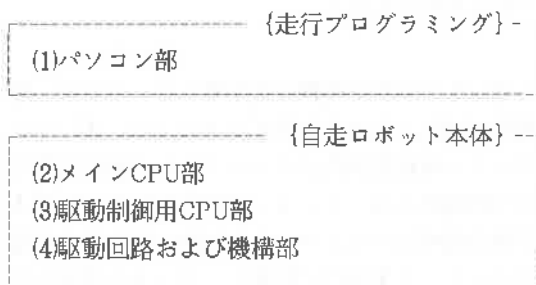 {走行プログラミング}
(1)パソコン部
{自走ロボット本体}
(2)メインCPU部
(3)駆動制御用CPU部
(4)駆動回路および機構部